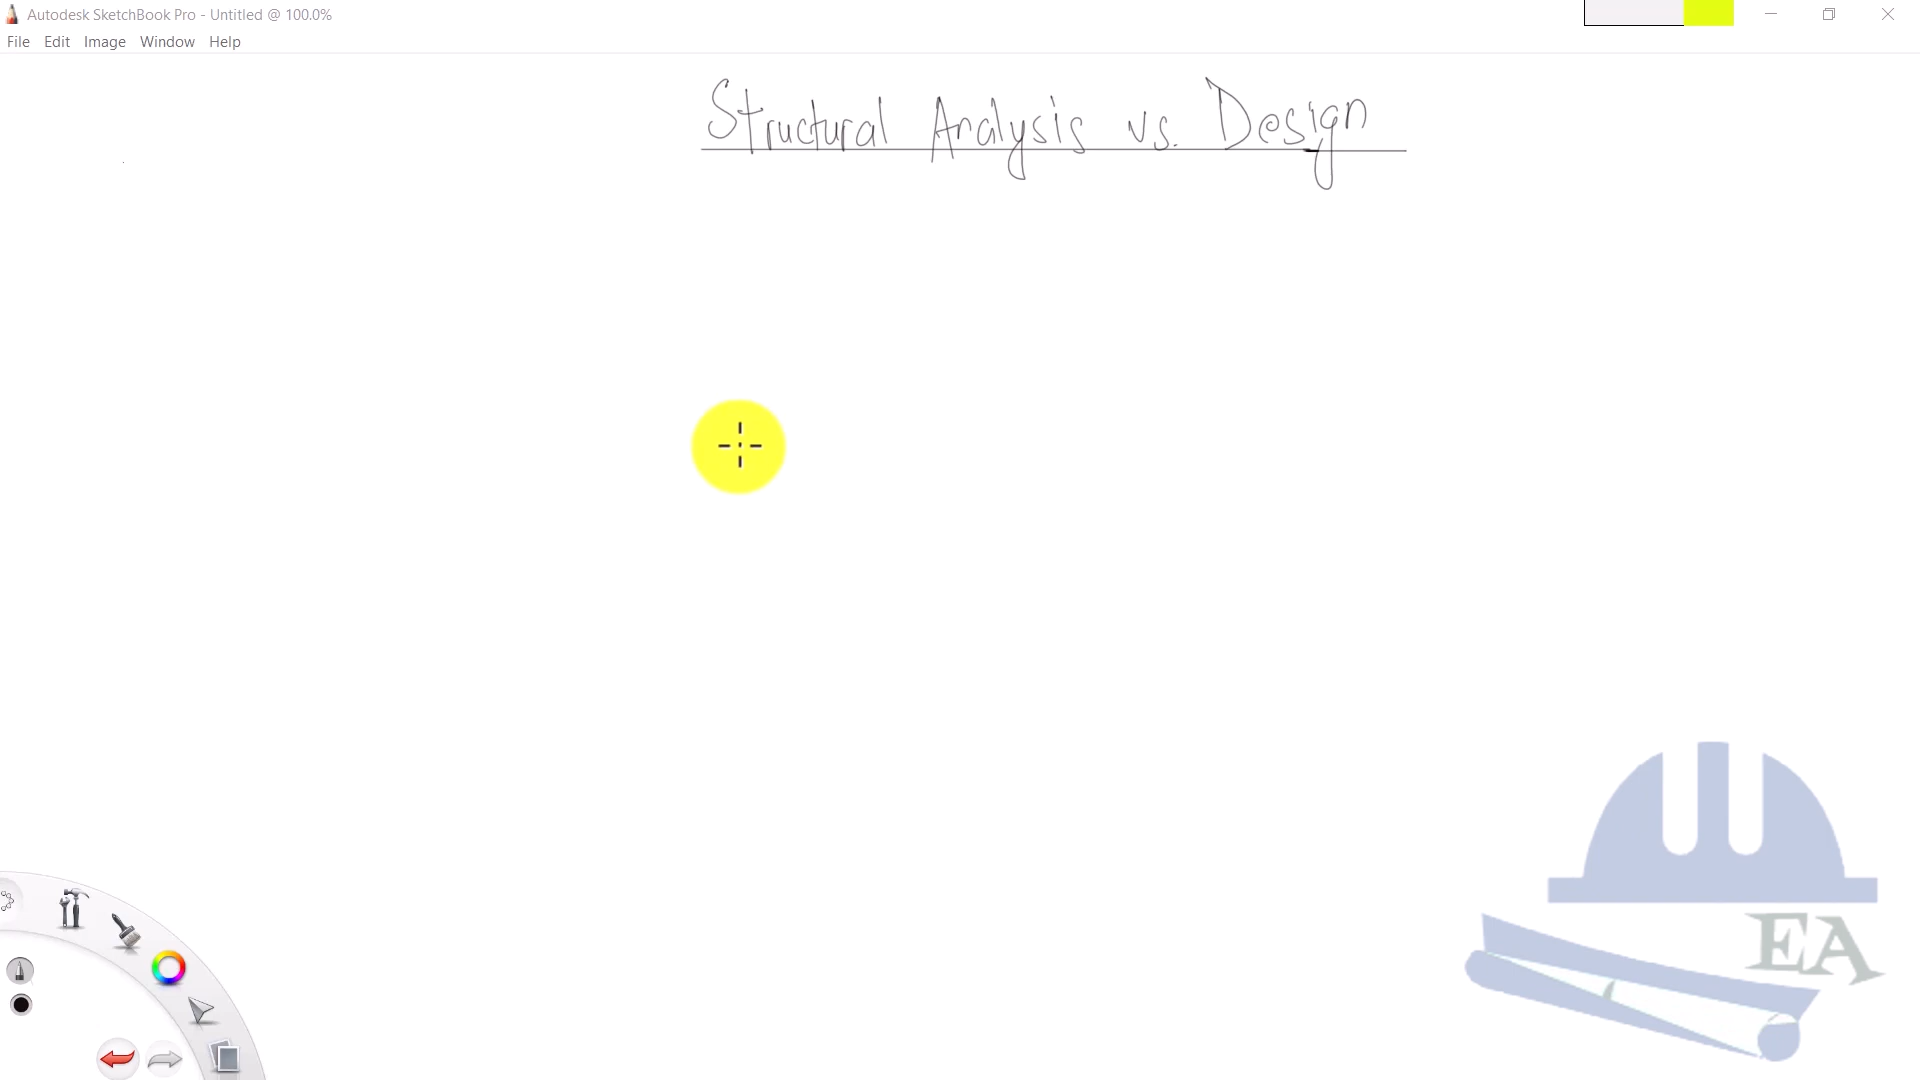 Autodesk SketchBook Pro - Untitled @ 100.0%
File Edit Image Window Help
Structural Analysis vs. Design
EA